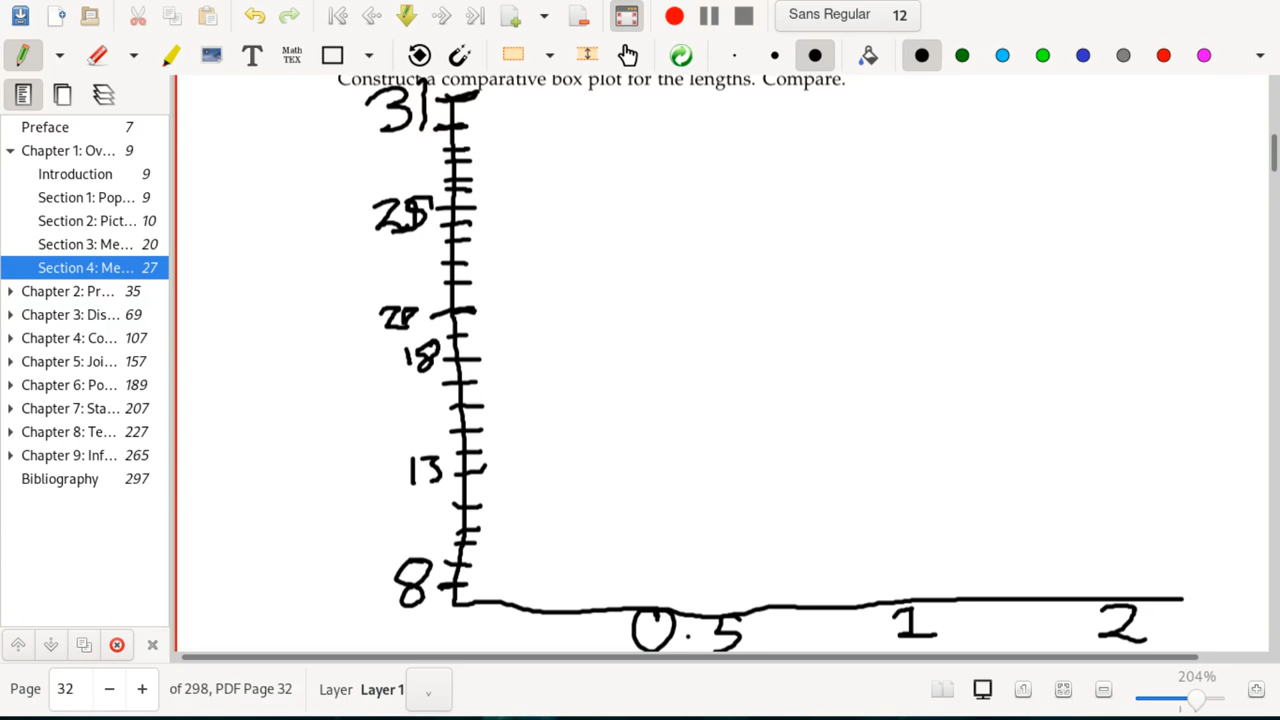 Sans Regular 12
Math
TEX
Construct a comparative box plot for the lengths. Compare.
Preface 7
Chapter 1: Ov... 9
Introduction 9
Section 1: Pop... 9
Section 2: Pict... 10
Section 3: Me... 20
Section 4: Me... 27
Chapter 2: Pr... 35
Chapter 3: Dis... 69
Chapter 4: Co... 107
Chapter 5: Joi... 157
Chapter 6: Po... 189
Chapter 7: Sta... 207
Chapter 8: Te... 227
Chapter 9: Inf... 265
Bibliography 297
31
25
20
18
13
8
0.5 1 2
Page 32 of 298, PDF Page 32 Layer Layer 1 204%